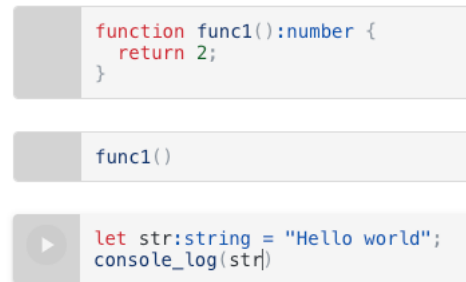 function func1():number {
return 2;
}
func1()
let str:string = "Hello world";
console_log(str)